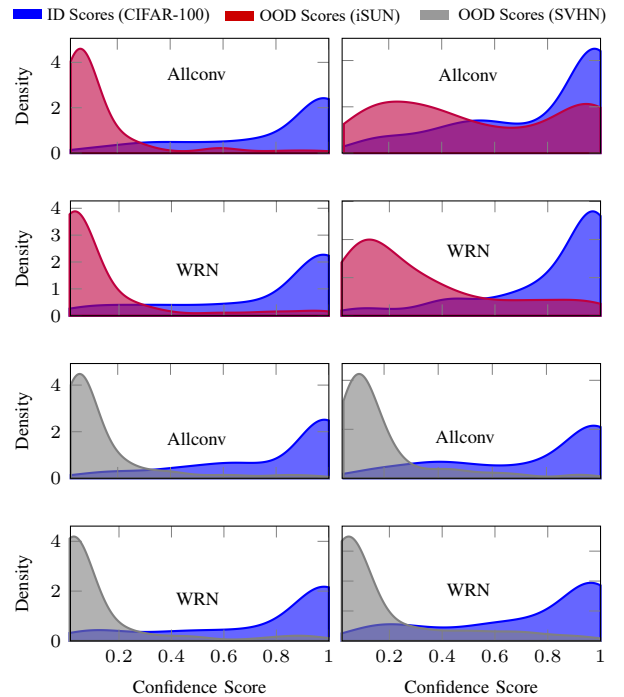 ID Scores (CIFAR-100) OOD Scores (iSUN) OOD Scores (SVHN)
Density
4
2
0
Allconv
Allconv
Density
4
3
2
1
0
WRN
WRN
Density
4
2
0
Allconv
Allconv
Density
4
2
0
WRN
WRN
0.2 0.4 0.6 0.8 1
0.2 0.4 0.6 0.8 1
Confidence Score
Confidence Score